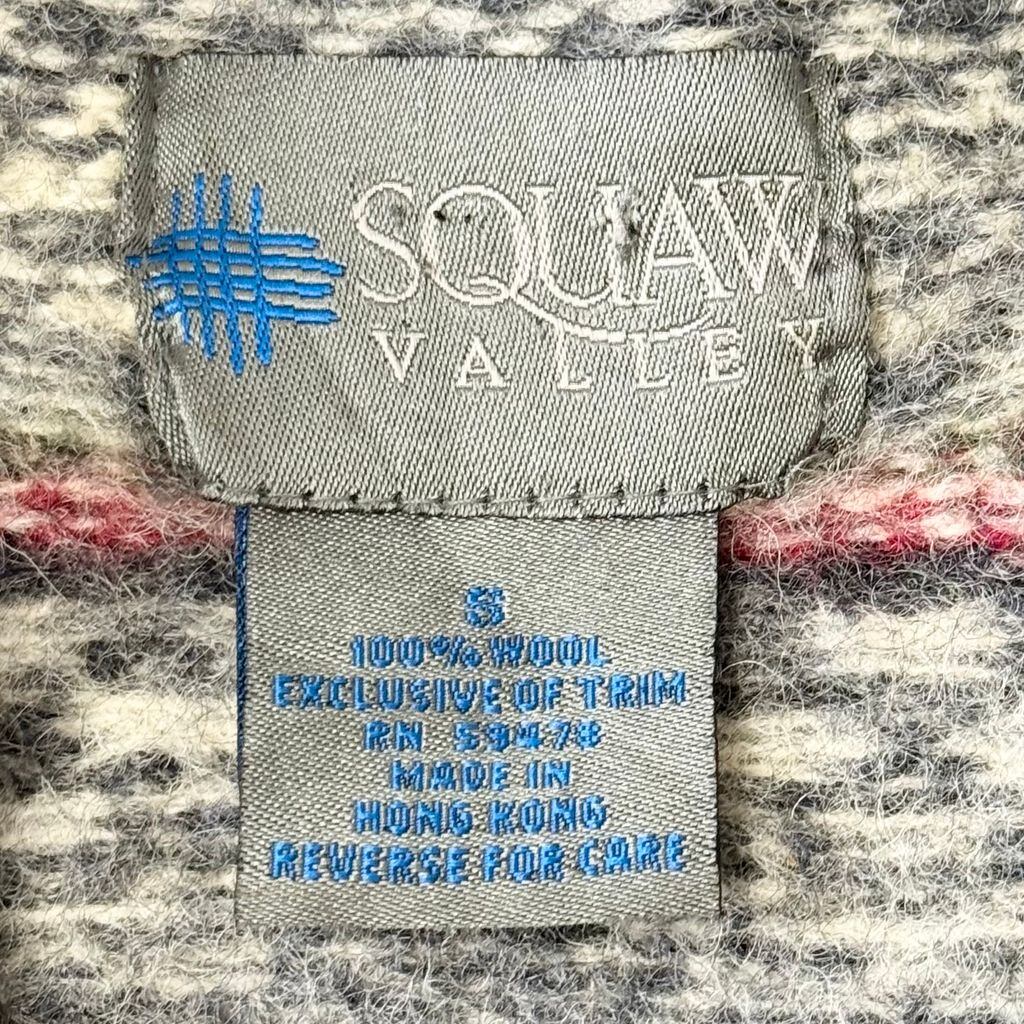 SQUAW
VALLEY
S
100% WOOL
EXCLUSIVE OF TRIM
RN 59478
MADE IN
HONG KONG
REVERSE FOR CARE